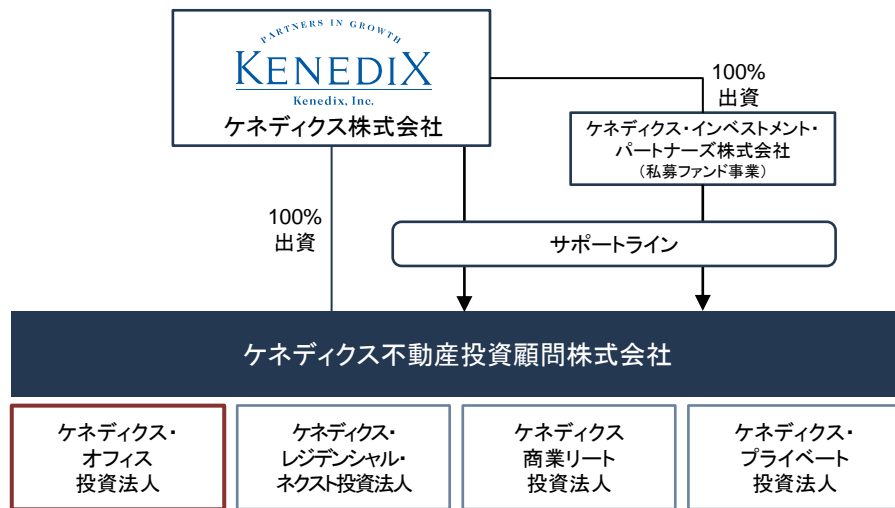 PARTNERS IN GROWTH
KENEDIX
Kenedix, Inc.
ケネディクス株式会社
100%
出資
ケネディクス・インベストメント・
パートナーズ株式会社
（私募ファンド事業）
100%
出資
サポートライン
ケネディクス不動産投資顧問株式会社
ケネディクス・
オフィス
投資法人
ケネディクス・
レジデンシャル・
ネクスト投資法人
ケネディクス
商業リート
投資法人
ケネディクス・
プライベート
投資法人